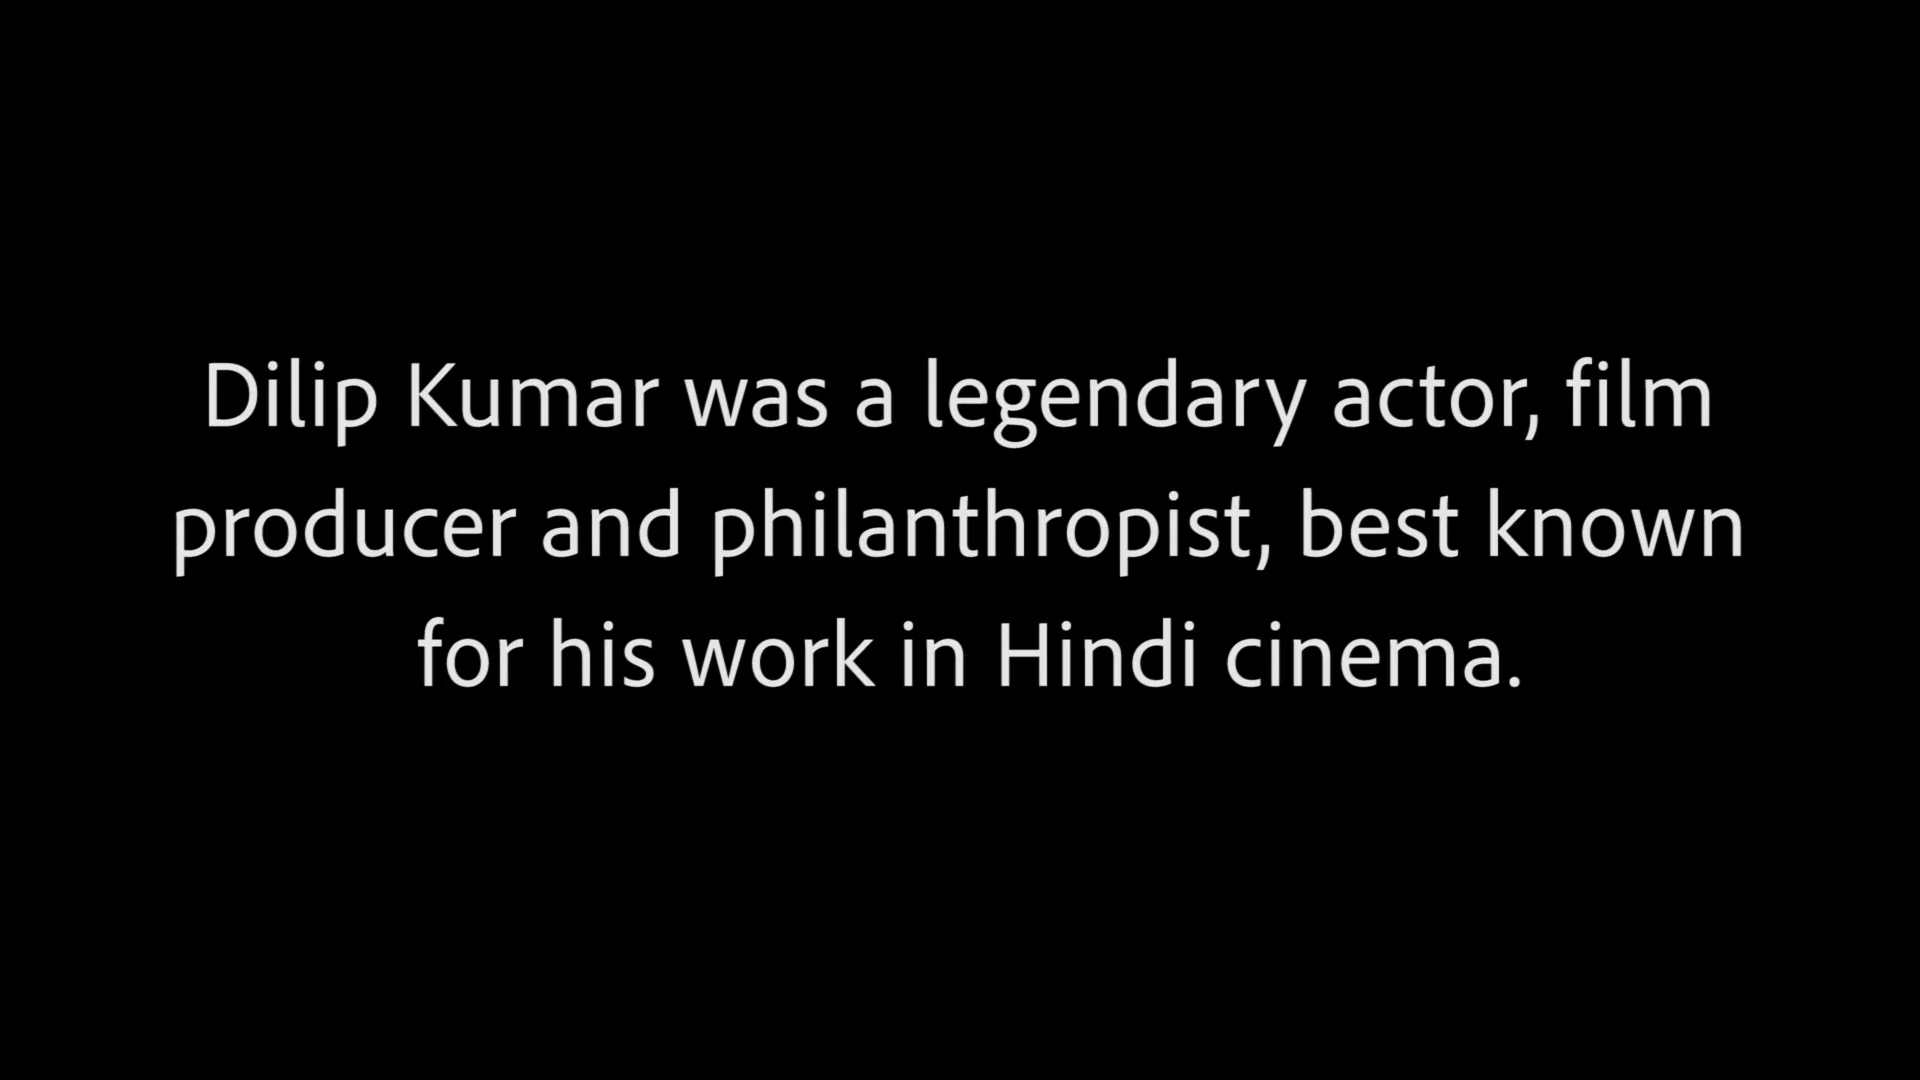 Dilip Kumar was a legendary actor, film
producer and philanthropist, best known
for his work in Hindi cinema.